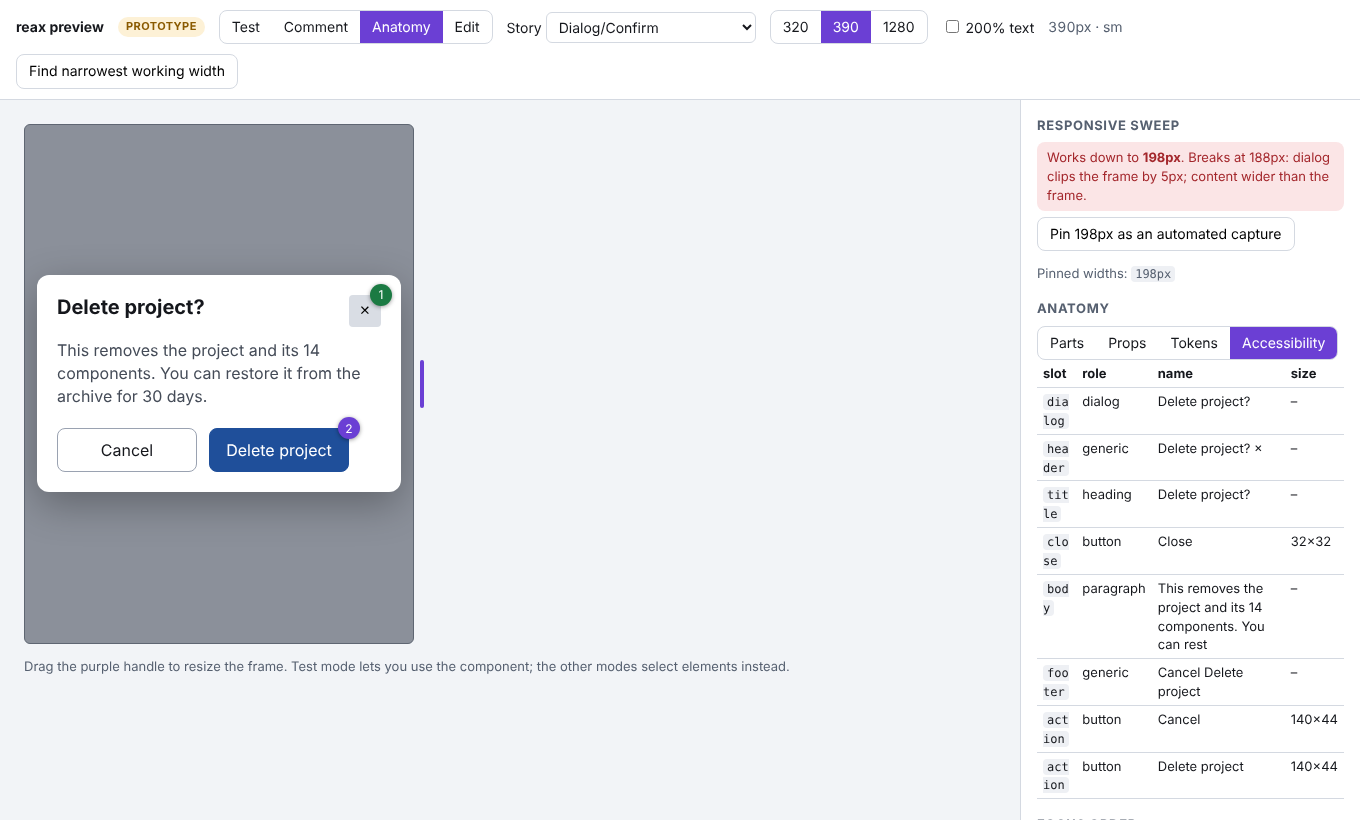 reax preview PROTOTYPE Test Comment Anatomy Edit Story Dialog/Confirm 320 390 1280 200% text 390px · sm
Find narrowest working width
Delete project?
×
1
This removes the project and its 14
components. You can restore it from the
archive for 30 days.
Cancel
Delete project
2
Drag the purple handle to resize the frame. Test mode lets you use the component; the other modes select elements instead.
RESPONSIVE SWEEP
Works down to 198px. Breaks at 188px: dialog
clips the frame by 5px; content wider than the
frame.
Pin 198px as an automated capture
Pinned widths: 198px
ANATOMY
Parts Props Tokens Accessibility
slot role name size
dia dialog Delete project? –
log
hea generic Delete project? × –
der
tit heading Delete project? –
le
clo button Close 32×32
se
bod paragraph This removes the –
y project and its 14
components. You
can rest
foo generic Cancel Delete –
ter project
act button Cancel 140×44
ion
act button Delete project 140×44
ion